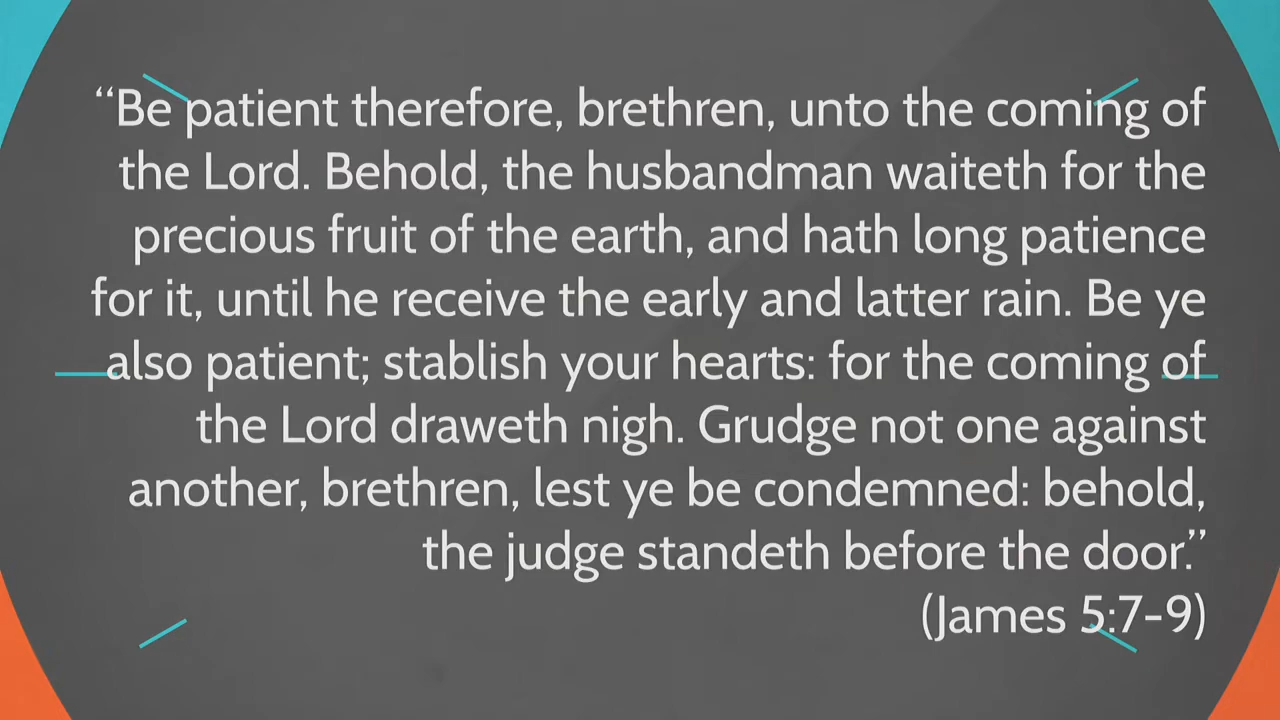 “Be patient therefore, brethren, unto the coming of
the Lord. Behold, the husbandman waiteth for the
precious fruit of the earth, and hath long patience
for it, until he receive the early and latter rain. Be ye
also patient; stablish your hearts: for the coming of
the Lord draweth nigh. Grudge not one against
another, brethren, lest ye be condemned: behold,
the judge standeth before the door.”
(James 5:7-9)